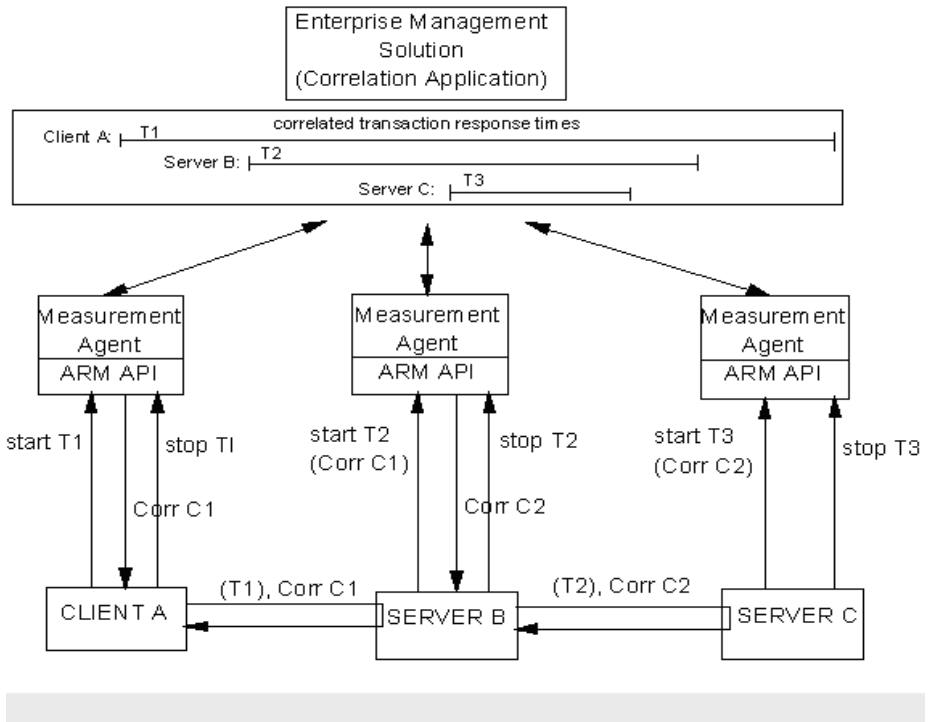 Enterprise Management
Solution
(Correlation Application)
correlated transaction response times
Client A: T1
Server B: T2
Server C: T3
Measurement
Agent
ARM API
Measurement
Agent
ARM API
Measurement
Agent
ARM API
start T1
stop TI
Corr C1
start T2
(Corr C1)
stop T2
Corr C2
start T3
(Corr C2)
stop T3
CLIENT A
(T1), Corr C1
SERVER B
(T2), Corr C2
SERVER C